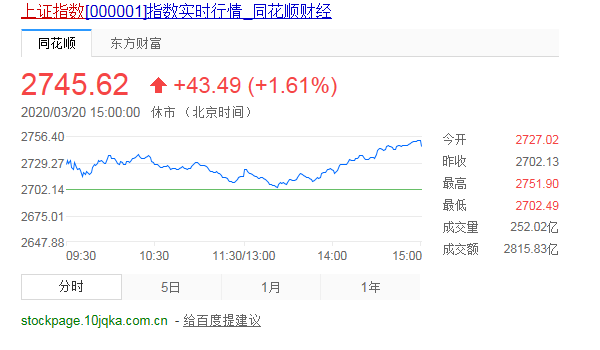 上证指数[000001]指数实时行情_同花顺财经
同花顺 东方财富
2745.62 +43.49 (+1.61%)
2020/03/20 15:00:00 休市 （北京时间）
2756.40
2729.27
2702.14
2675.01
2647.88
09:30 10:30 11:30/13:00 14:00 15:00
今开 2727.02
昨收 2702.13
最高 2751.90
最低 2702.49
成交量 252.02亿
成交额 2815.83亿
分时 5日 1月 1年
stockpage.10jqka.com.cn - 给百度提建议